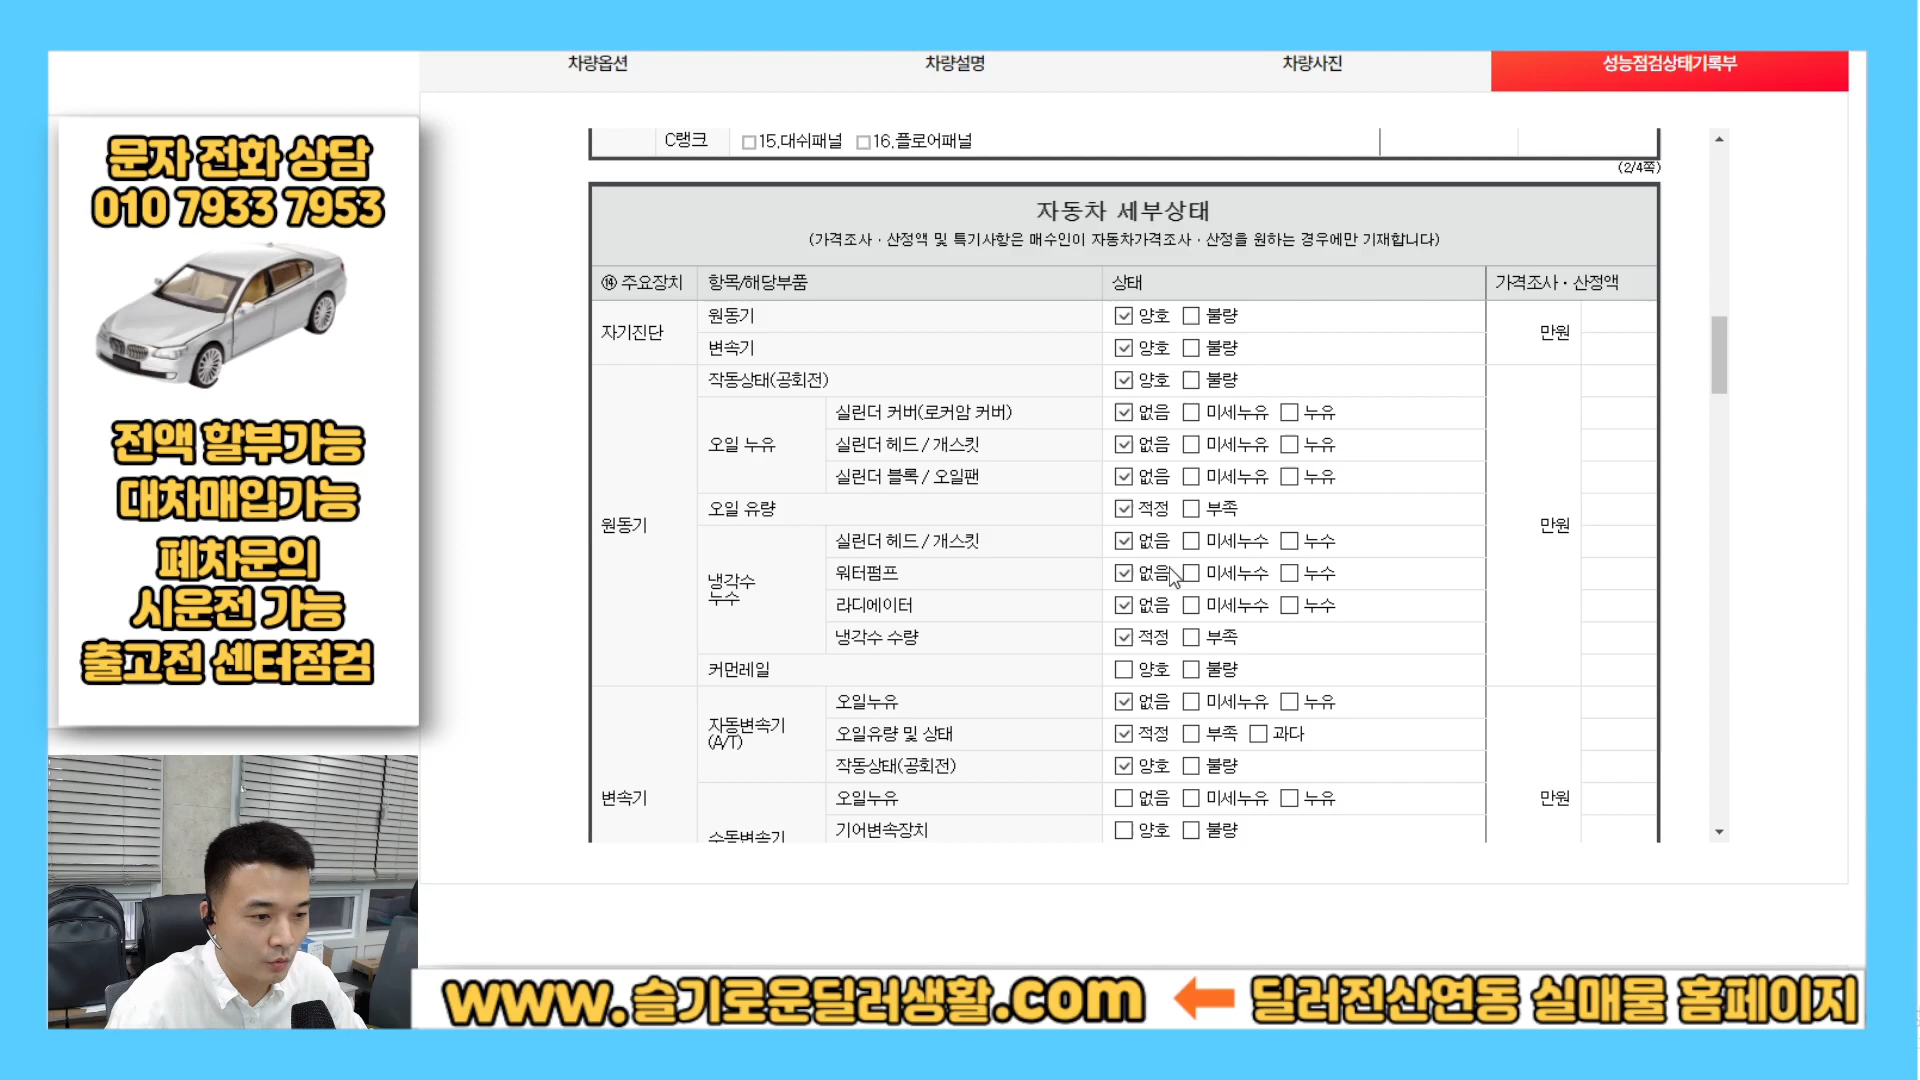 차량옵션 차량설명 차량사진 성능점검상태기록부
문자 전화 상담
010 7933 7953
전액 할부가능
대차매입가능
폐차문의
시운전 가능
출고전 센터점검
C랭크 15.대쉬패널 16.플로어패널
(2/4쪽)
자동차 세부상태
(가격조사·산정액 및 특기사항은 매수인이 자동차가격조사·산정을 원하는 경우에만 기재합니다)
⑭ 주요장치 항목/해당부품 상태 가격조사·산정액
자기진단 원동기 양호 불량 만원
변속기 양호 불량
원동기 작동상태(공회전) 양호 불량 만원
오일 누유 실린더 커버(로커암 커버) 없음 미세누유 누유
실린더 헤드 / 개스킷 없음 미세누유 누유
실린더 블록 / 오일팬 없음 미세누유 누유
오일 유량 적정 부족
냉각수 누수 실린더 헤드 / 개스킷 없음 미세누수 누수
워터펌프 없음 미세누수 누수
라디에이터 없음 미세누수 누수
냉각수 수량 적정 부족
커먼레일 양호 불량
변속기 자동변속기 (A/T) 오일누유 없음 미세누유 누유 만원
오일유량 및 상태 적정 부족 과다
작동상태(공회전) 양호 불량
수동변속기 오일누유 없음 미세누유 누유
기어변속장치 양호 불량
www.슬기로운딜러생활.com 딜러전산연동 실매물 홈페이지